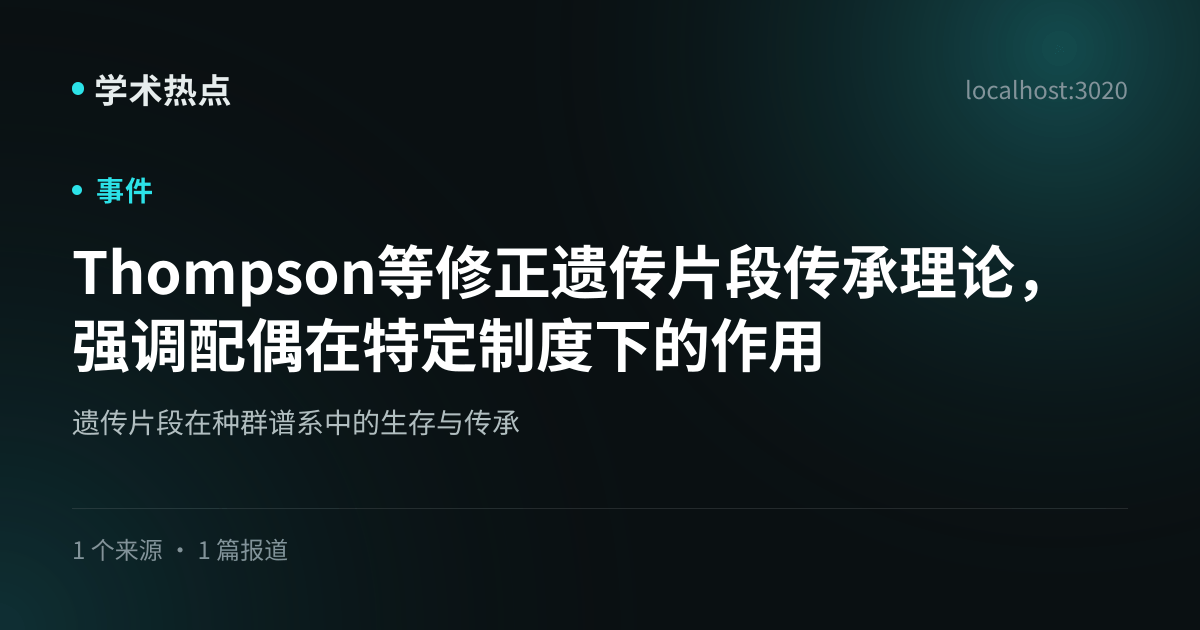 学术热点
localhost:3020
事件
Thompson等修正遗传片段传承理论，
强调配偶在特定制度下的作用
遗传片段在种群谱系中的生存与传承
1 个来源 · 1 篇报道